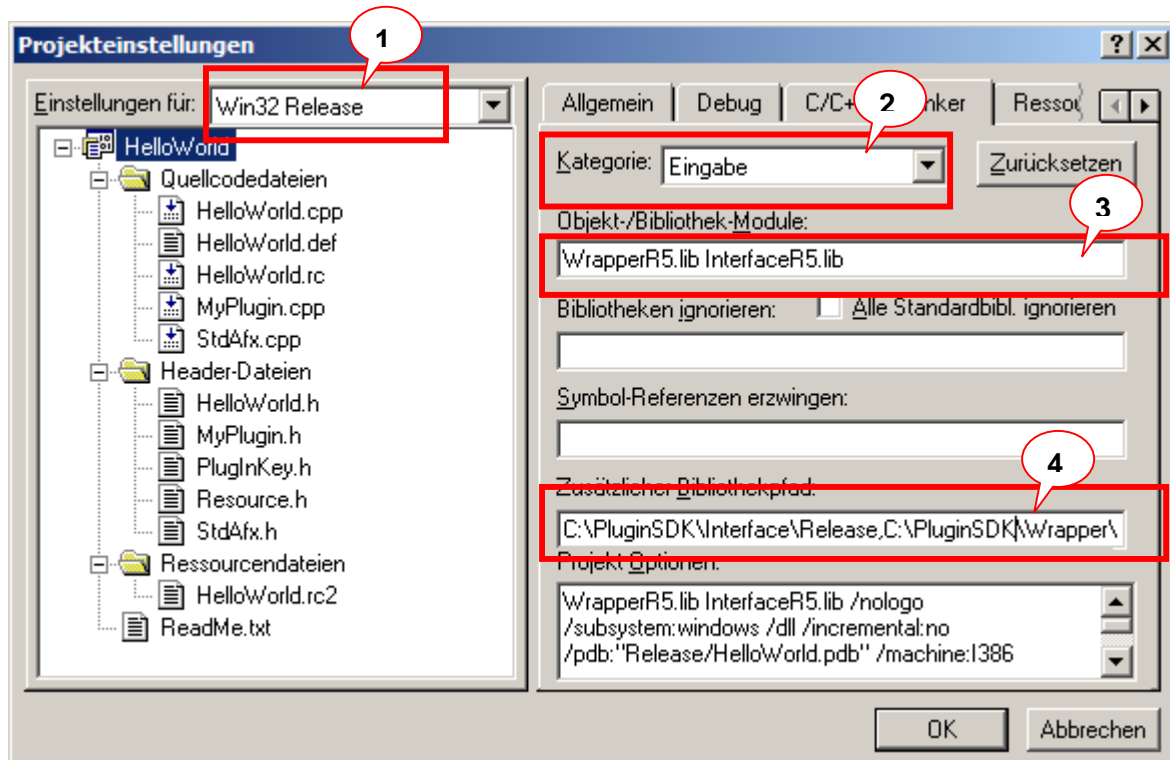 Projekteinstellungen
1
Einstellungen für:
Win32 Release
HelloWorld
Quellcodedateien
HelloWorld.cpp
HelloWorld.def
HelloWorld.rc
MyPlugin.cpp
StdAfx.cpp
Header-Dateien
HelloWorld.h
MyPlugin.h
PlugInKey.h
Resource.h
StdAfx.h
Ressourcendateien
HelloWorld.rc2
ReadMe.txt
Allgemein
Debug
C/C+
2
nker
Ressou
Kategorie:
Eingabe
Zurücksetzen
3
Objekt-/Bibliothek-Module:
WrapperR5.lib InterfaceR5.lib
Bibliotheken ignorieren:
Alle Standardbibl. ignorieren
Symbol-Referenzen erzwingen:
4
Zusätzlicher Bibliothekpfad:
C:\PluginSDK\Interface\Release,C:\PluginSDK\Wrapper\
Projekt Optionen:
WrapperR5.lib InterfaceR5.lib /nologo
/subsystem:windows /dll /incremental:no
/pdb:"Release/HelloWorld.pdb" /machine:I386
OK
Abbrechen